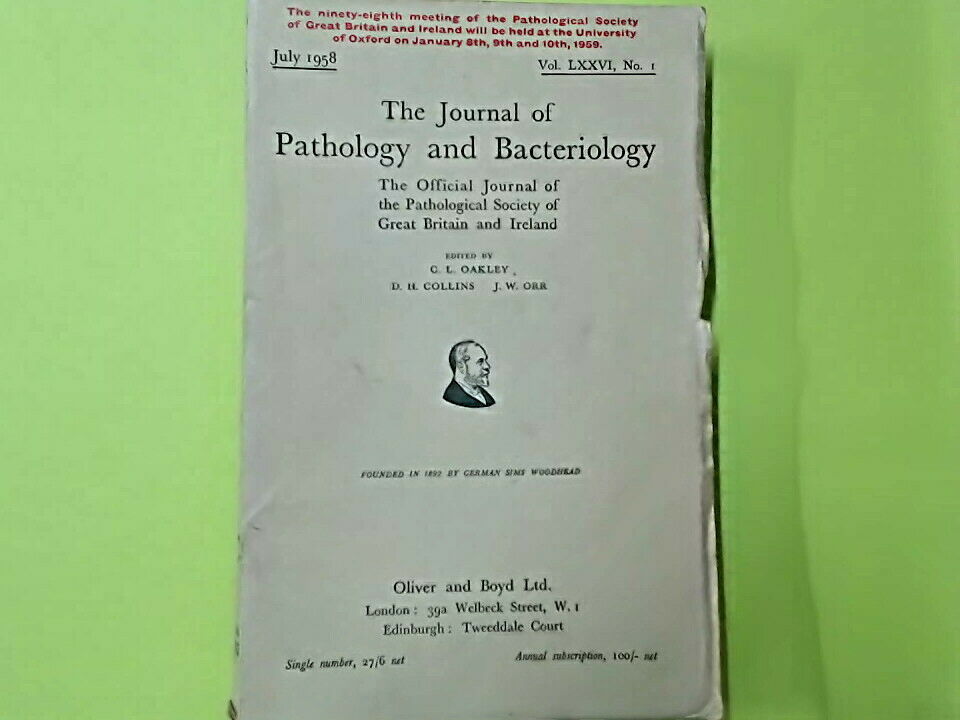 The ninety-eighth meeting of the Pathological Society
of Great Britain and Ireland will be held at the University
of Oxford on January 8th, 9th and 10th, 1959.
July 1958
Vol. LXXVI, No. 1
The Journal of
Pathology and Bacteriology
The Official Journal of
the Pathological Society of
Great Britain and Ireland
EDITED BY
C. L. OAKLEY
D. H. COLLINS J. W. ORR
FOUNDED IN 1892 BY GERMAN SIMS WOODHEAD
Oliver and Boyd Ltd.
London: 39a Welbeck Street, W. 1
Edinburgh: Tweeddale Court
Single number, 27/6 net
Annual subscription, 100/- net